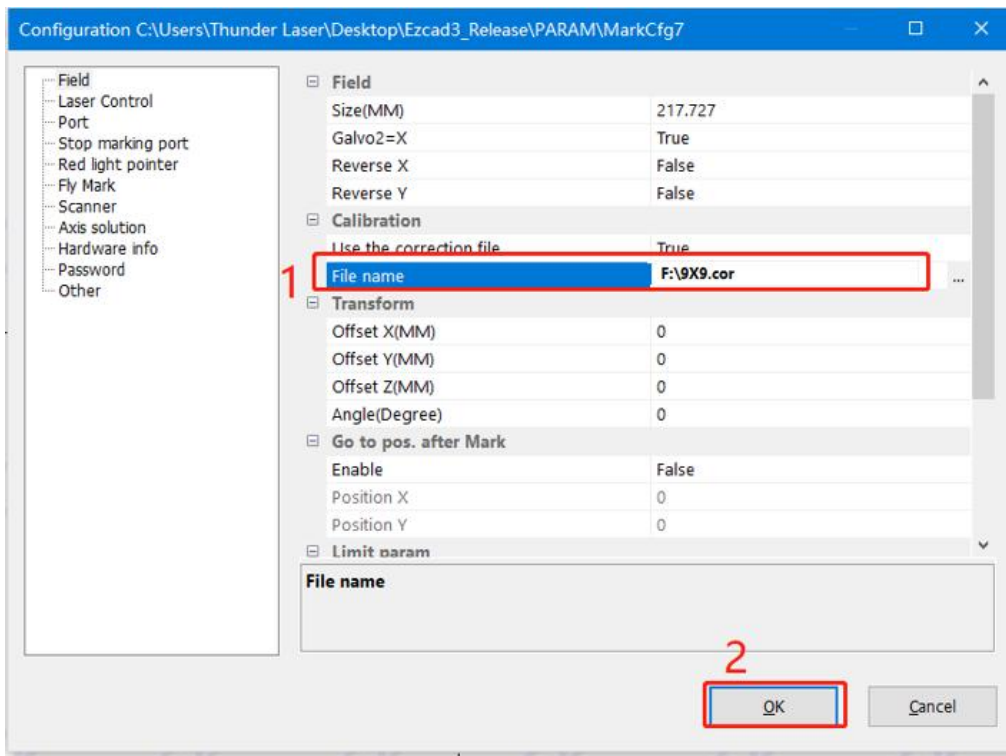 Configuration C:\Users\Thunder Laser\Desktop\Ezcad3_Release\PARAM\MarkCfg7
Field
Laser Control
Port
Stop marking port
Red light pointer
Fly Mark
Scanner
Axis solution
Hardware info
Password
Other
Field
Size(MM) 217.727
Galvo2=X True
Reverse X False
Reverse Y False
Calibration
Use the correction file True
1 File name F:\9X9.cor ...
Transform
Offset X(MM) 0
Offset Y(MM) 0
Offset Z(MM) 0
Angle(Degree) 0
Go to pos. after Mark
Enable False
Position X 0
Position Y 0
Limit param
File name
2
OK Cancel